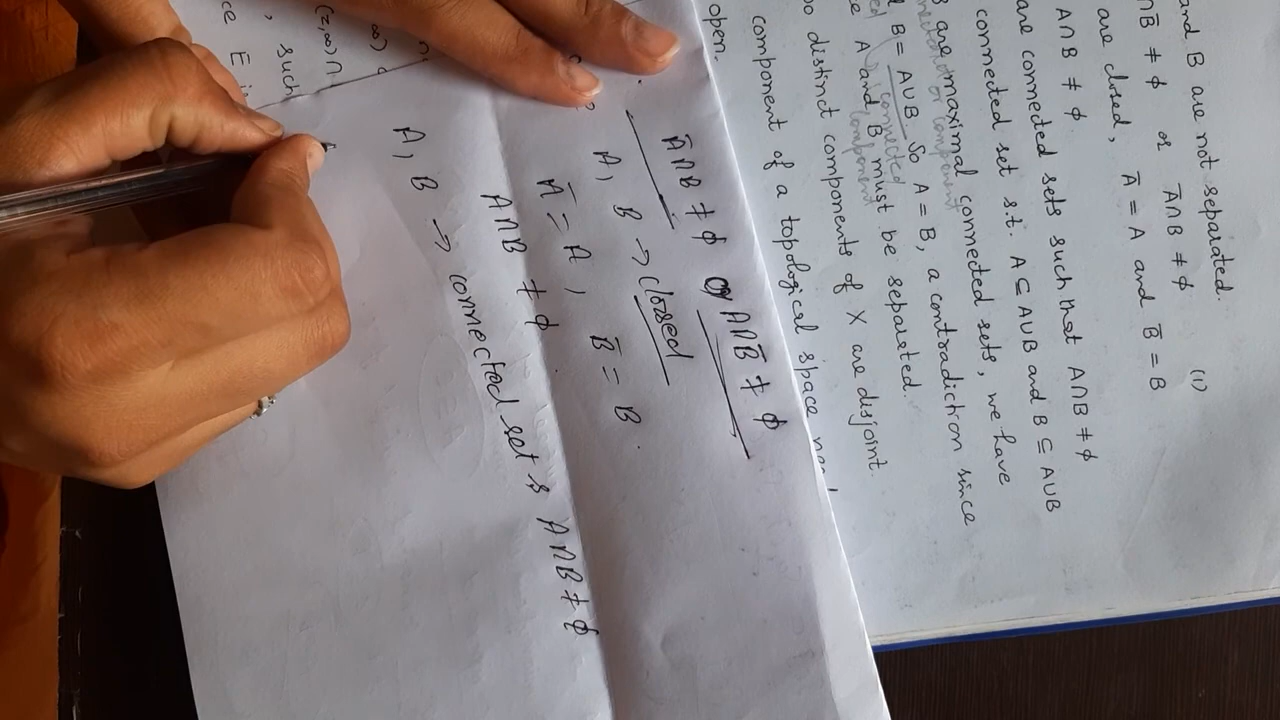 and B are not separated.
∩B̄ ≠ φ or Ā∩B ≠ φ (1)
are closed, Ā = A and B̄ = B
A∩B ≠ φ.
are connected sets such that A∩B ≠ φ
connected set s.t. A ⊆ A∪B and B ⊆ A∪B
are maximal connected sets, we have
B = A∪B. So A = B, a contradiction since
A and B must be separated.
two distinct components of X are disjoint.
component of a topological space
open.
Ā∩B ≠ φ or A∩B̄ ≠ φ
A, B → closed
Ā = A, B̄ = B.
A∩B ≠ φ.
A, B → connected set s A∩B ≠ φ
(z,∞)∩
, such
E